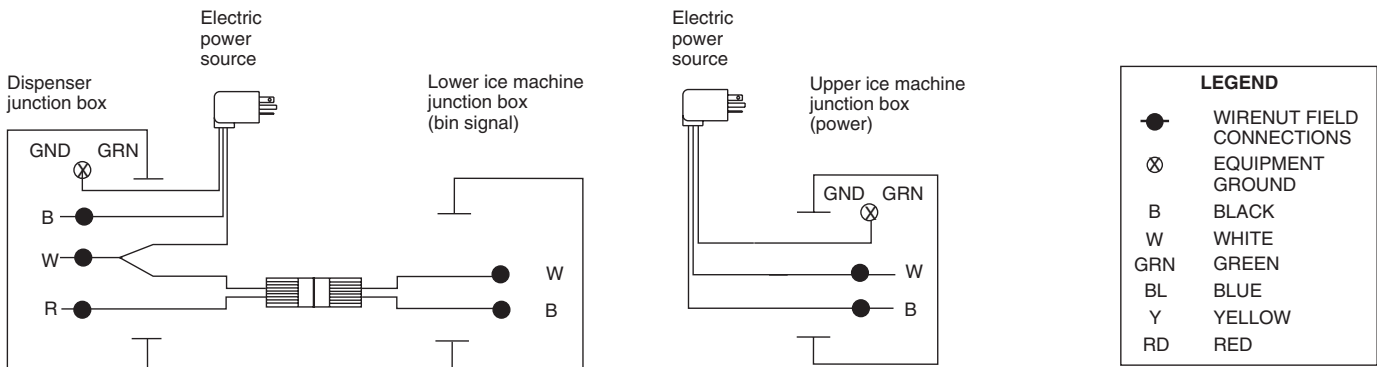 Electric
power
source
Dispenser
junction box
Lower ice machine
junction box
(bin signal)
GND GRN
B
W
R
W
B
Electric
power
source
Upper ice machine
junction box
(power)
GND GRN
W
B
LEGEND
WIRENUT FIELD
CONNECTIONS
EQUIPMENT
GROUND
B BLACK
W WHITE
GRN GREEN
BL BLUE
Y YELLOW
RD RED